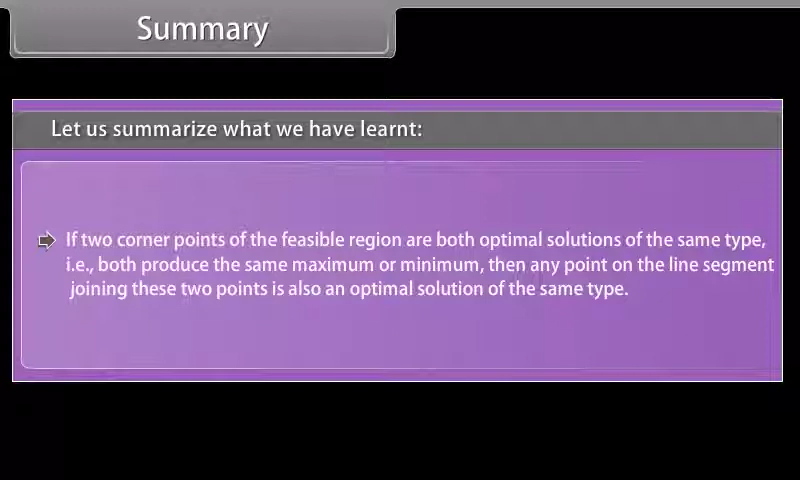 Summary
Let us summarize what we have learnt:
If two corner points of the feasible region are both optimal solutions of the same type,
i.e., both produce the same maximum or minimum, then any point on the line segment
joining these two points is also an optimal solution of the same type.